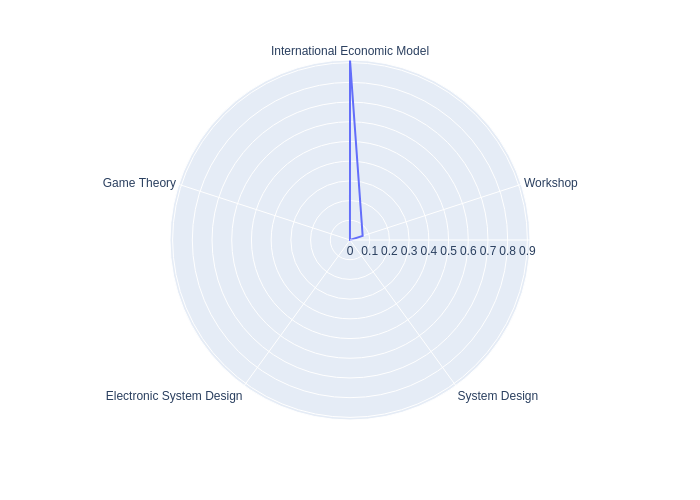 International Economic Model
Game Theory
Workshop
0 0.1 0.2 0.3 0.4 0.5 0.6 0.7 0.8 0.9
Electronic System Design
System Design